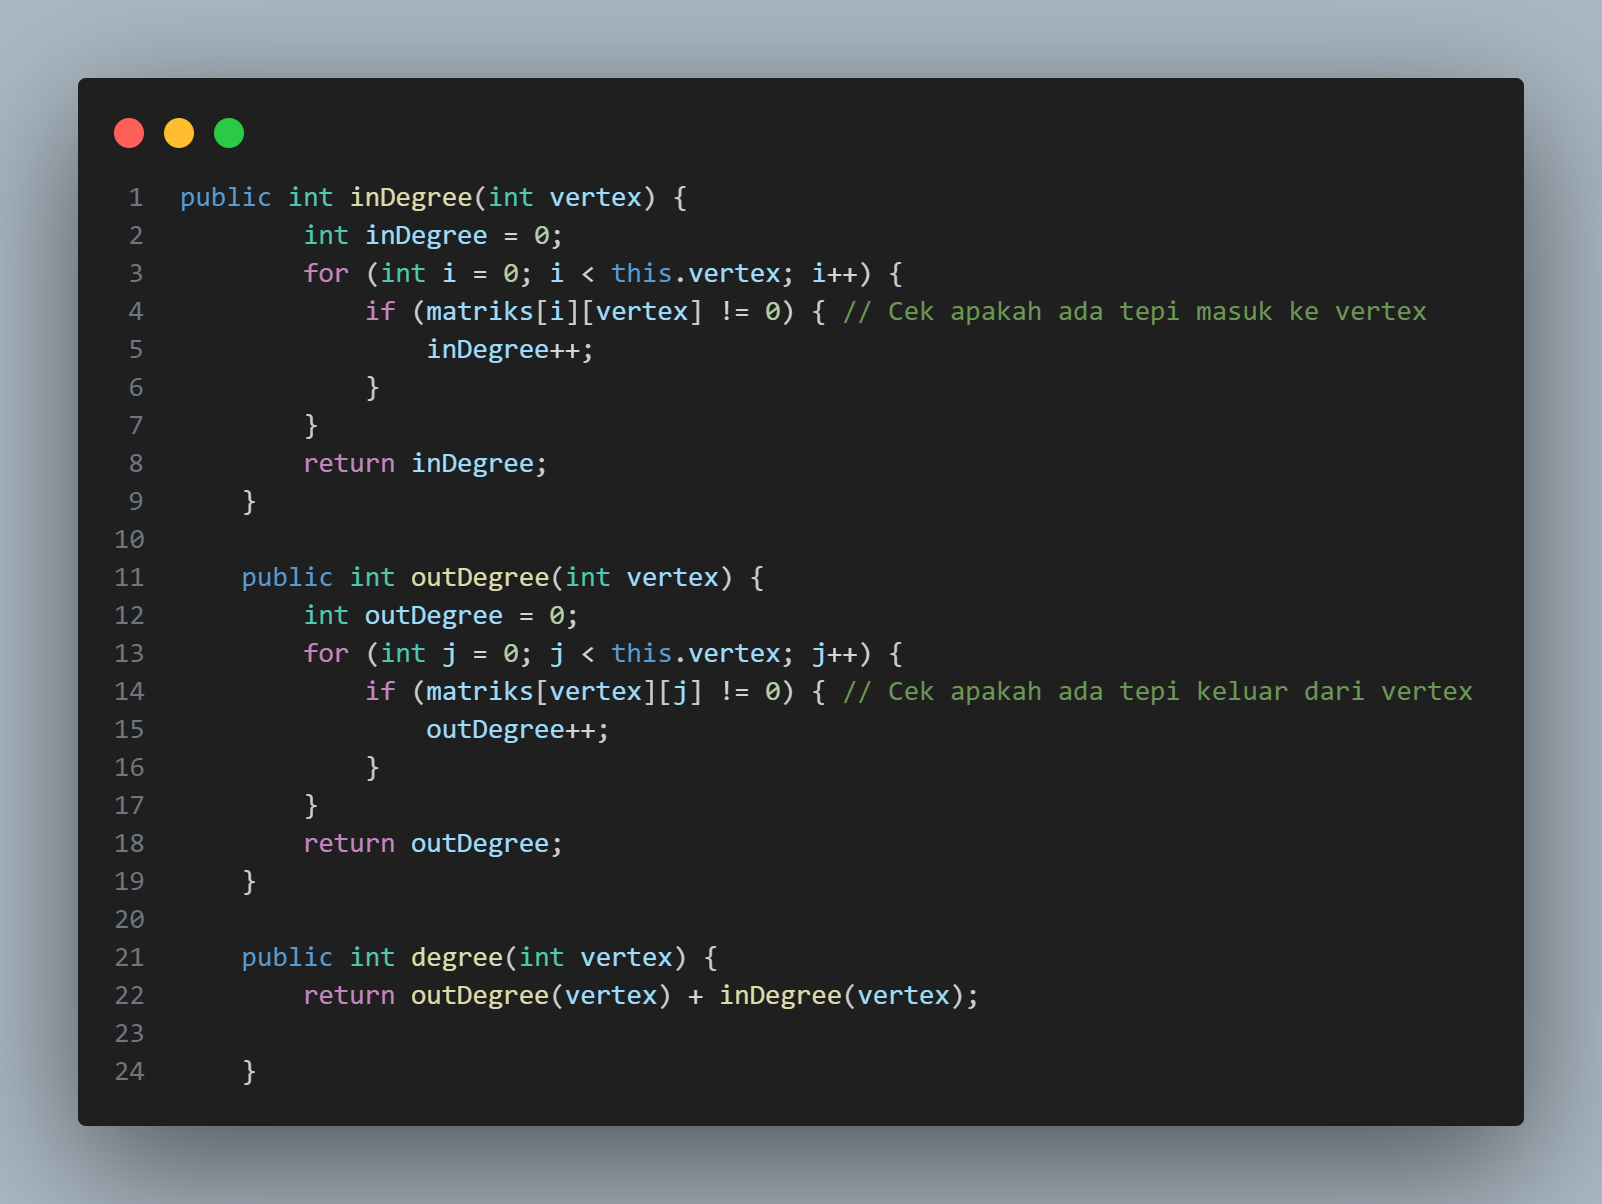 1 public int inDegree(int vertex) {
2         int inDegree = 0;
3         for (int i = 0; i < this.vertex; i++) {
4             if (matriks[i][vertex] != 0) { // Cek apakah ada tepi masuk ke vertex
5                 inDegree++;
6             }
7         }
8         return inDegree;
9     }
10
11     public int outDegree(int vertex) {
12         int outDegree = 0;
13         for (int j = 0; j < this.vertex; j++) {
14             if (matriks[vertex][j] != 0) { // Cek apakah ada tepi keluar dari vertex
15                 outDegree++;
16             }
17         }
18         return outDegree;
19     }
20
21     public int degree(int vertex) {
22         return outDegree(vertex) + inDegree(vertex);
23
24     }